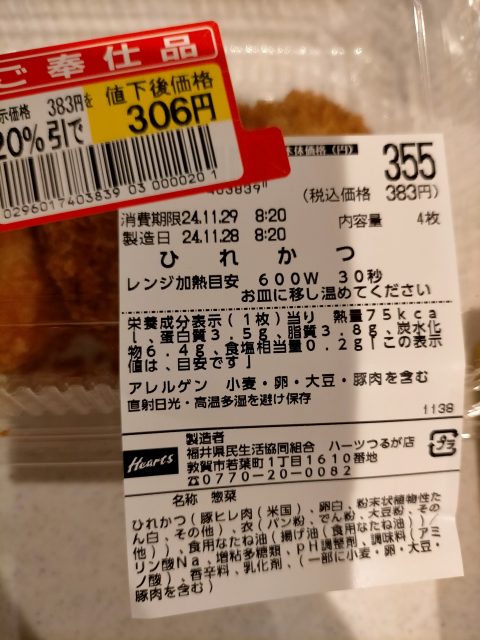 ご奉仕品
示価格 383円を 値下後価格
20%引で 306円
0296017403839 03 000020 1
本体価格(円) 355
403839
(税込価格 383円)
消費期限24.11.29 8:20 内容量 4枚
製造日 24.11.28 8:20
ひれかつ
レンジ加熱目安 600W 30秒
お皿に移し温めてください
栄養成分表示(1枚)当り 熱量75kca
l、蛋白質3.5g、脂質3.8g、炭水化
物6.4g、食塩相当量0.2g[この表示
値は、目安です]
アレルゲン 小麦・卵・大豆・豚肉を含む
直射日光・高温多湿を避け保存
1138
Hearts
製造者
福井県民生活協同組合 ハーツつるが店
敦賀市若葉町1丁目1610番地
☎0770-20-0082
プラ
名称 惣菜
ひれかつ(豚ヒレ肉(米国)、卵白、粉末状植物性た
ん白、その他)、衣(パン粉、でん粉、大豆粉、その
他))、食用なたね油(揚げ油(食用なたね油))/
リン酸Na、増粘多糖類、pH調整剤、調味料(アミ
ノ酸)、香辛料、乳化剤、(一部に小麦・卵・大豆・
豚肉を含む)